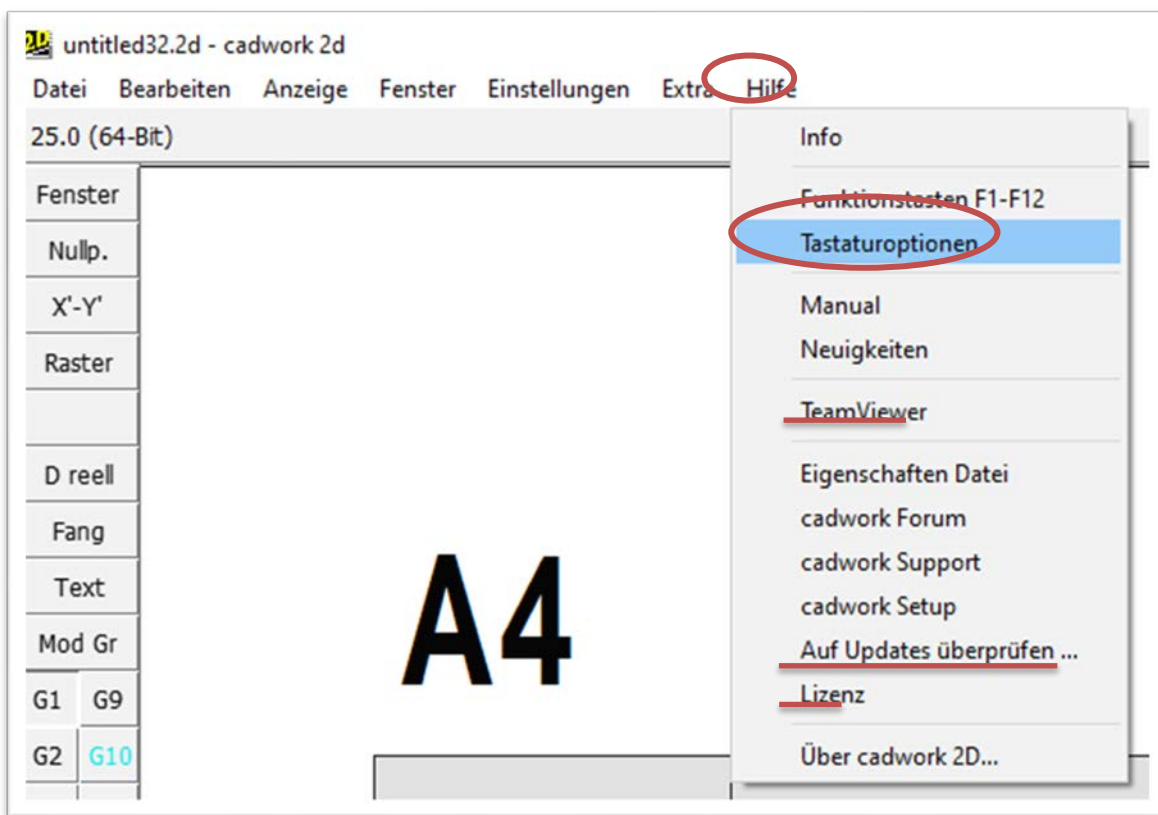 untitled32.2d - cadwork 2d
Datei Bearbeiten Anzeige Fenster Einstellungen Extra Hilfe
25.0 (64-Bit)
Fenster
Nullp.
X'-Y'
Raster
D reell
Fang
Text
Mod Gr
G1 G9
G2 G10
A4
Info
Funktionstasten F1-F12
Tastaturoptionen
Manual
Neuigkeiten
TeamViewer
Eigenschaften Datei
cadwork Forum
cadwork Support
cadwork Setup
Auf Updates überprüfen ...
Lizenz
Über cadwork 2D...